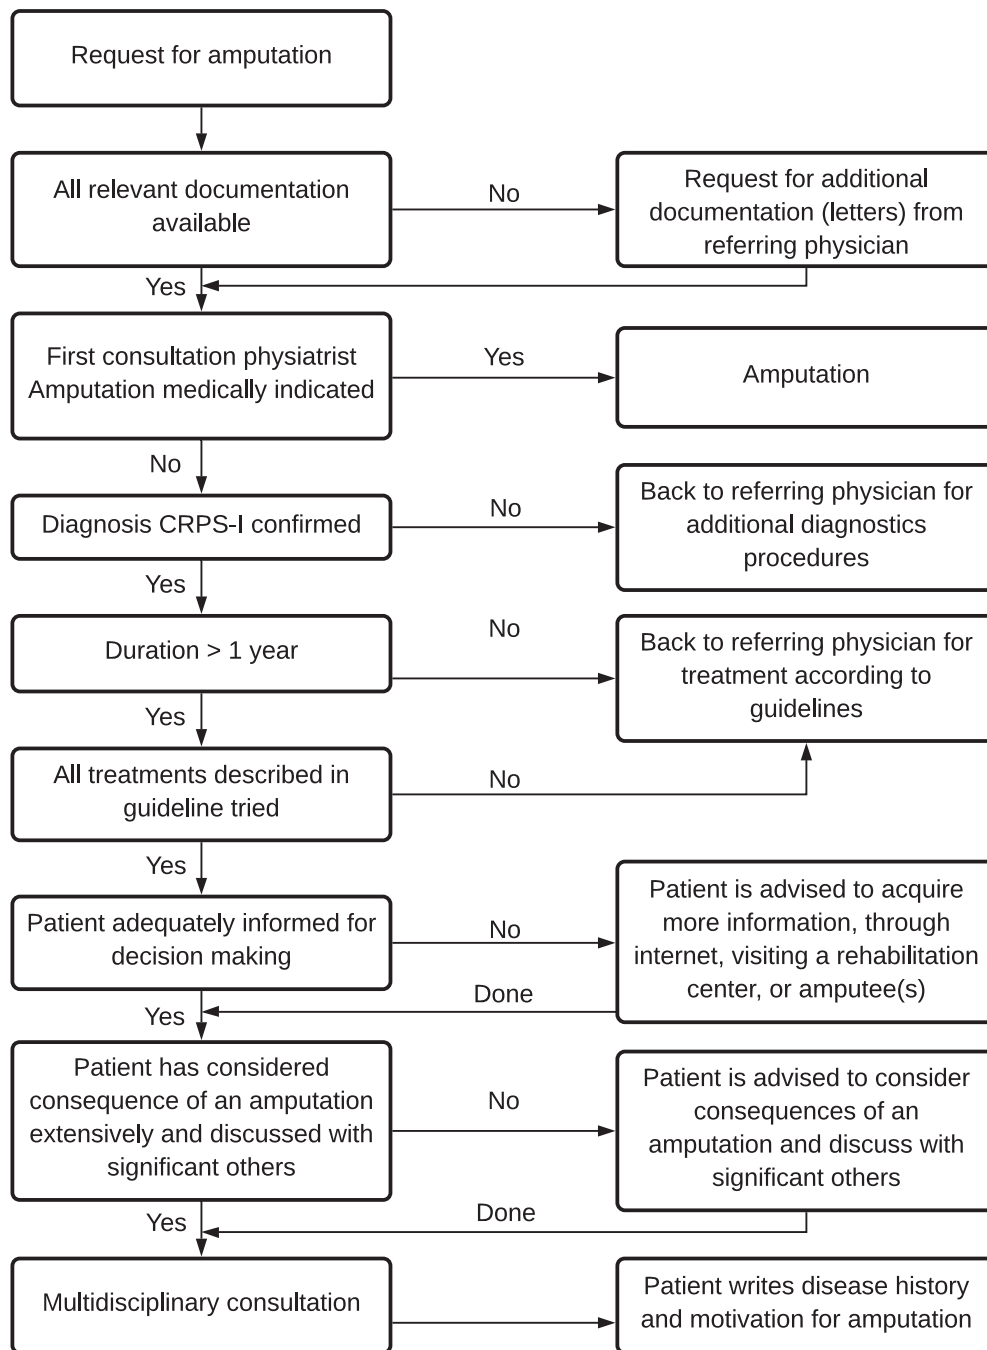 Request for amputation
All relevant documentation
available
No
Request for additional
documentation (letters) from
referring physician
Yes
First consultation physiatrist
Amputation medically indicated
Yes
Amputation
No
Diagnosis CRPS-I confirmed
No
Back to referring physician for
additional diagnostics
procedures
Yes
Duration > 1 year
No
Back to referring physician for
treatment according to
guidelines
Yes
All treatments described in
guideline tried
No
Yes
Patient adequately informed for
decision making
No
Patient is advised to acquire
more information, through
internet, visiting a rehabilitation
center, or amputee(s)
Done
Yes
Patient has considered
consequence of an amputation
extensively and discussed with
significant others
No
Patient is advised to consider
consequences of an
amputation and discuss with
significant others
Done
Yes
Multidisciplinary consultation
Patient writes disease history
and motivation for amputation